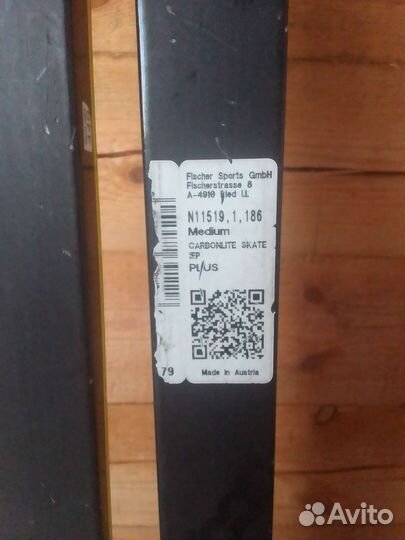 Fischer Sports GmbH
Fischerstrasse 8
A-4910 Ried i.I.
N11519,1,186
Medium
CARBONLITE SKATE
IFP
PLUS
79
Made in Austria
Avito